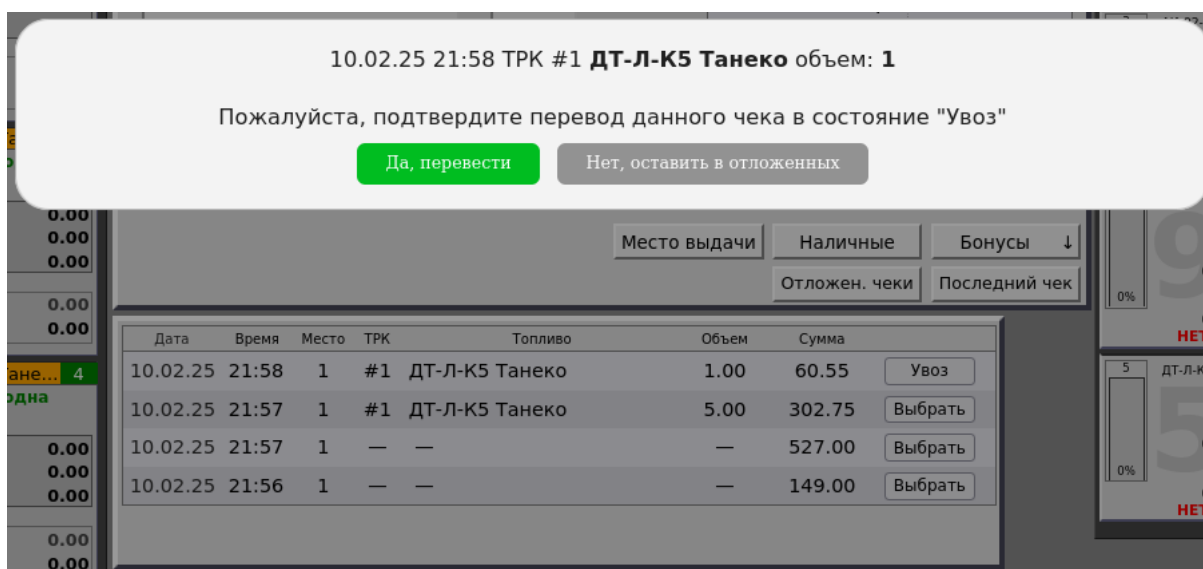 10.02.25 21:58 ТРК #1 ДТ-Л-К5 Танеко объем: 1
Пожалуйста, подтвердите перевод данного чека в состояние "Увоз"
Да, перевести Нет, оставить в отложенных
0.00
0.00 Место выдачи Наличные Бонусы ↓
0.00
Отложен. чеки Последний чек 0%
0.00
0.00
Дата Время Место ТРК Топливо Объем Сумма
10.02.25 21:58 1 #1 ДТ-Л-К5 Танеко 1.00 60.55 Увоз
4 5
10.02.25 21:57 1 #1 ДТ-Л-К5 Танеко 5.00 302.75 Выбрать
0.00 10.02.25 21:57 1 — — — 527.00 Выбрать
0.00 0%
0.00 10.02.25 21:56 1 — — — 149.00 Выбрать
0.00
0.00